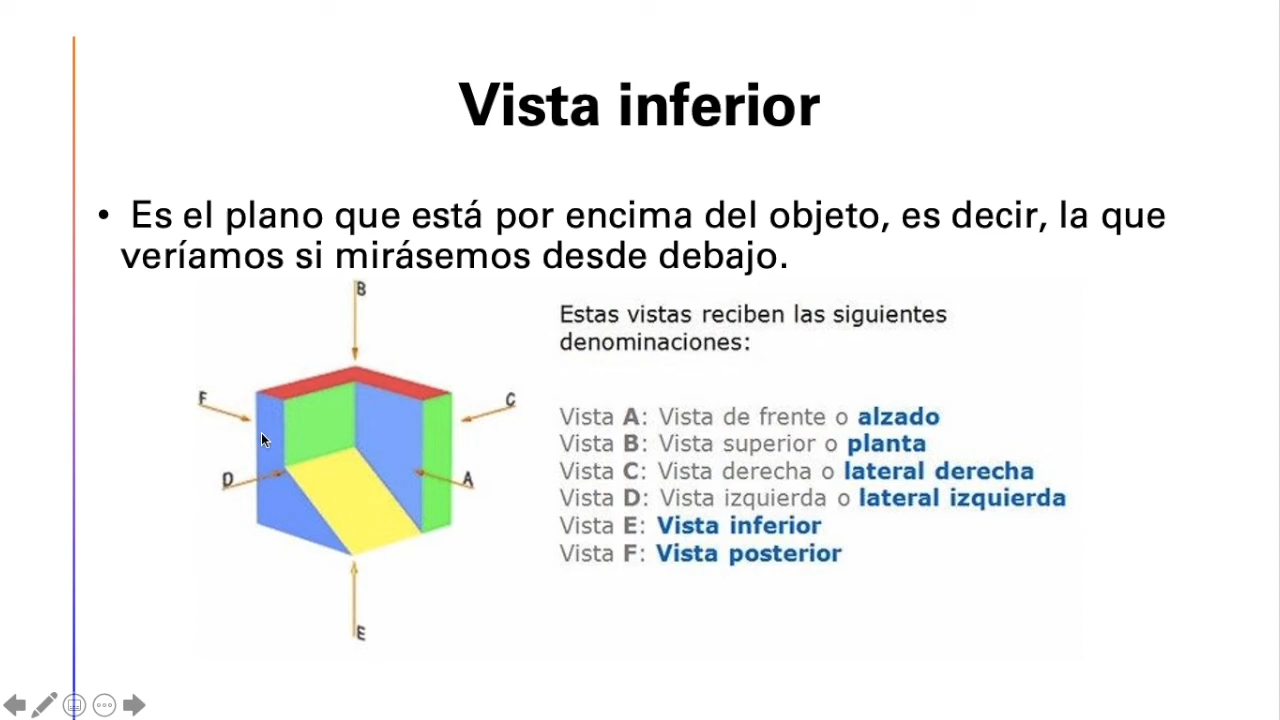 Vista inferior
• Es el plano que está por encima del objeto, es decir, la que
veríamos si mirásemos desde debajo.
B
Estas vistas reciben las siguientes
denominaciones:
F
C
D
A
E
Vista A: Vista de frente o alzado
Vista B: Vista superior o planta
Vista C: Vista derecha o lateral derecha
Vista D: Vista izquierda o lateral izquierda
Vista E: Vista inferior
Vista F: Vista posterior